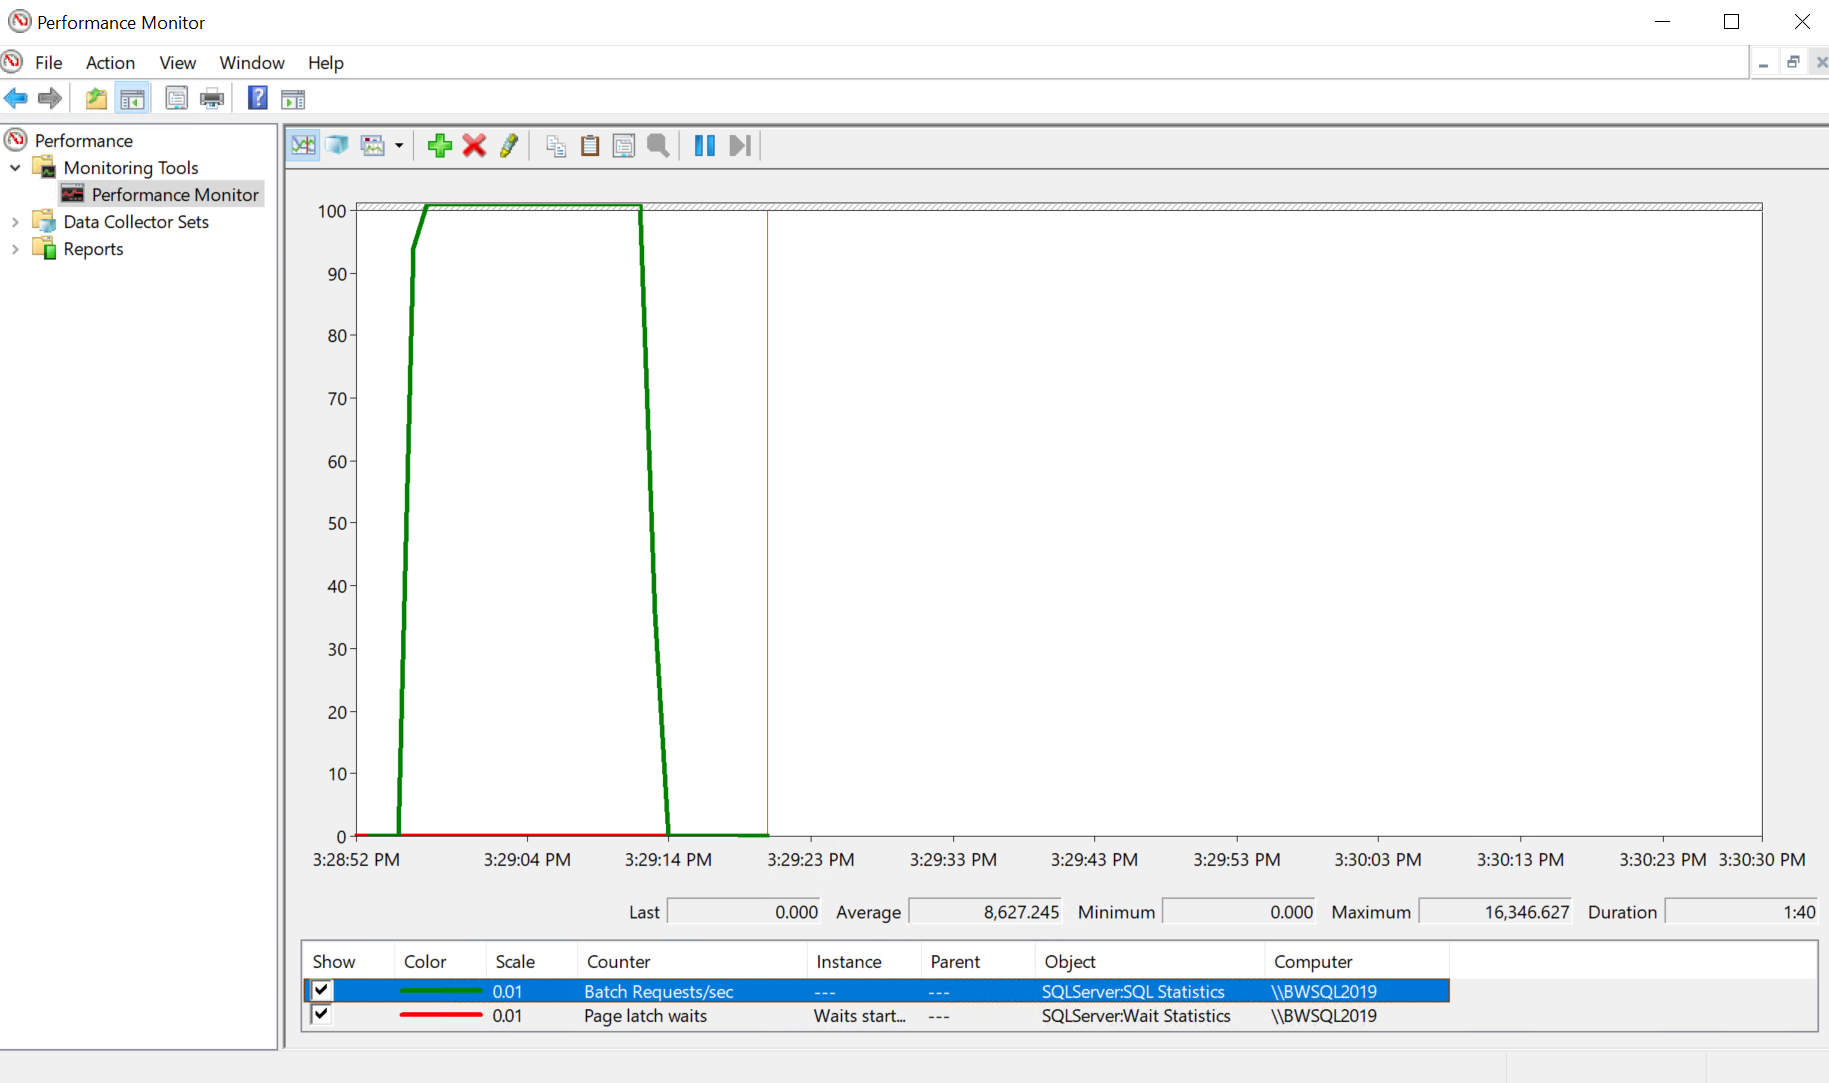 Performance Monitor
File Action View Window Help
Performance
Monitoring Tools
Performance Monitor
Data Collector Sets
Reports
100
90
80
70
60
50
40
30
20
10
0
3:28:52 PM 3:29:04 PM 3:29:14 PM 3:29:23 PM 3:29:33 PM 3:29:43 PM 3:29:53 PM 3:30:03 PM 3:30:13 PM 3:30:23 PM 3:30:30 PM
Last 0.000 Average 8,627.245 Minimum 0.000 Maximum 16,346.627 Duration 1:40
Show Color Scale Counter Instance Parent Object Computer
0.01 Batch Requests/sec --- --- SQLServer:SQL Statistics \\BWSQL2019
0.01 Page latch waits Waits start... --- SQLServer:Wait Statistics \\BWSQL2019